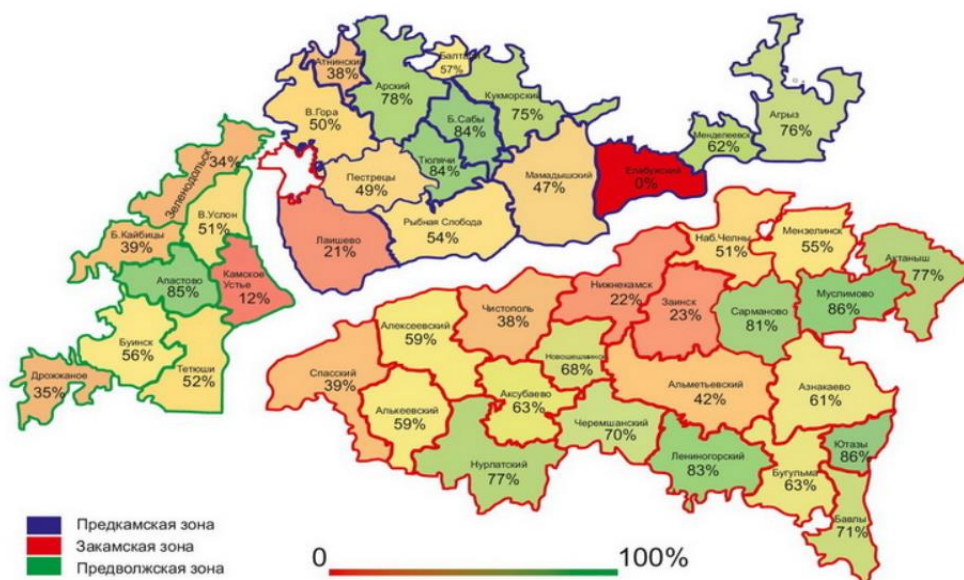 Атнинский
38%
Арский
78%
Балтаси
57%
Кукморский
75%
В.Гора
50%
Б.Сабы
84%
Тюлячи
84%
Пестрецы
49%
Мамадышский
47%
Елабужский
0%
Менделеевск
62%
Агрыз
76%
Рыбная Слобода
54%
Лаишево
21%
Зеленодольск
34%
В.Услон
51%
Б.Кайбицы
39%
Апастово
85%
Камское
Устье
12%
Буинск
56%
Тетюши
52%
Дрожжаное
35%
Наб.Челны
51%
Мензелинск
55%
Актаныш
77%
Муслимово
86%
Сарманово
81%
Заинск
23%
Нижнекамск
22%
Чистополь
38%
Алексеевский
59%
Новошешминск
68%
Спасский
39%
Алькеевский
59%
Аксубаево
63%
Черемшанский
70%
Нурлатский
77%
Альметьевский
42%
Азнакаево
61%
Лениногорский
83%
Бугульма
63%
Ютазы
86%
Бавлы
71%
Предкамская зона
Закамская зона
Предволжская зона
0
100%